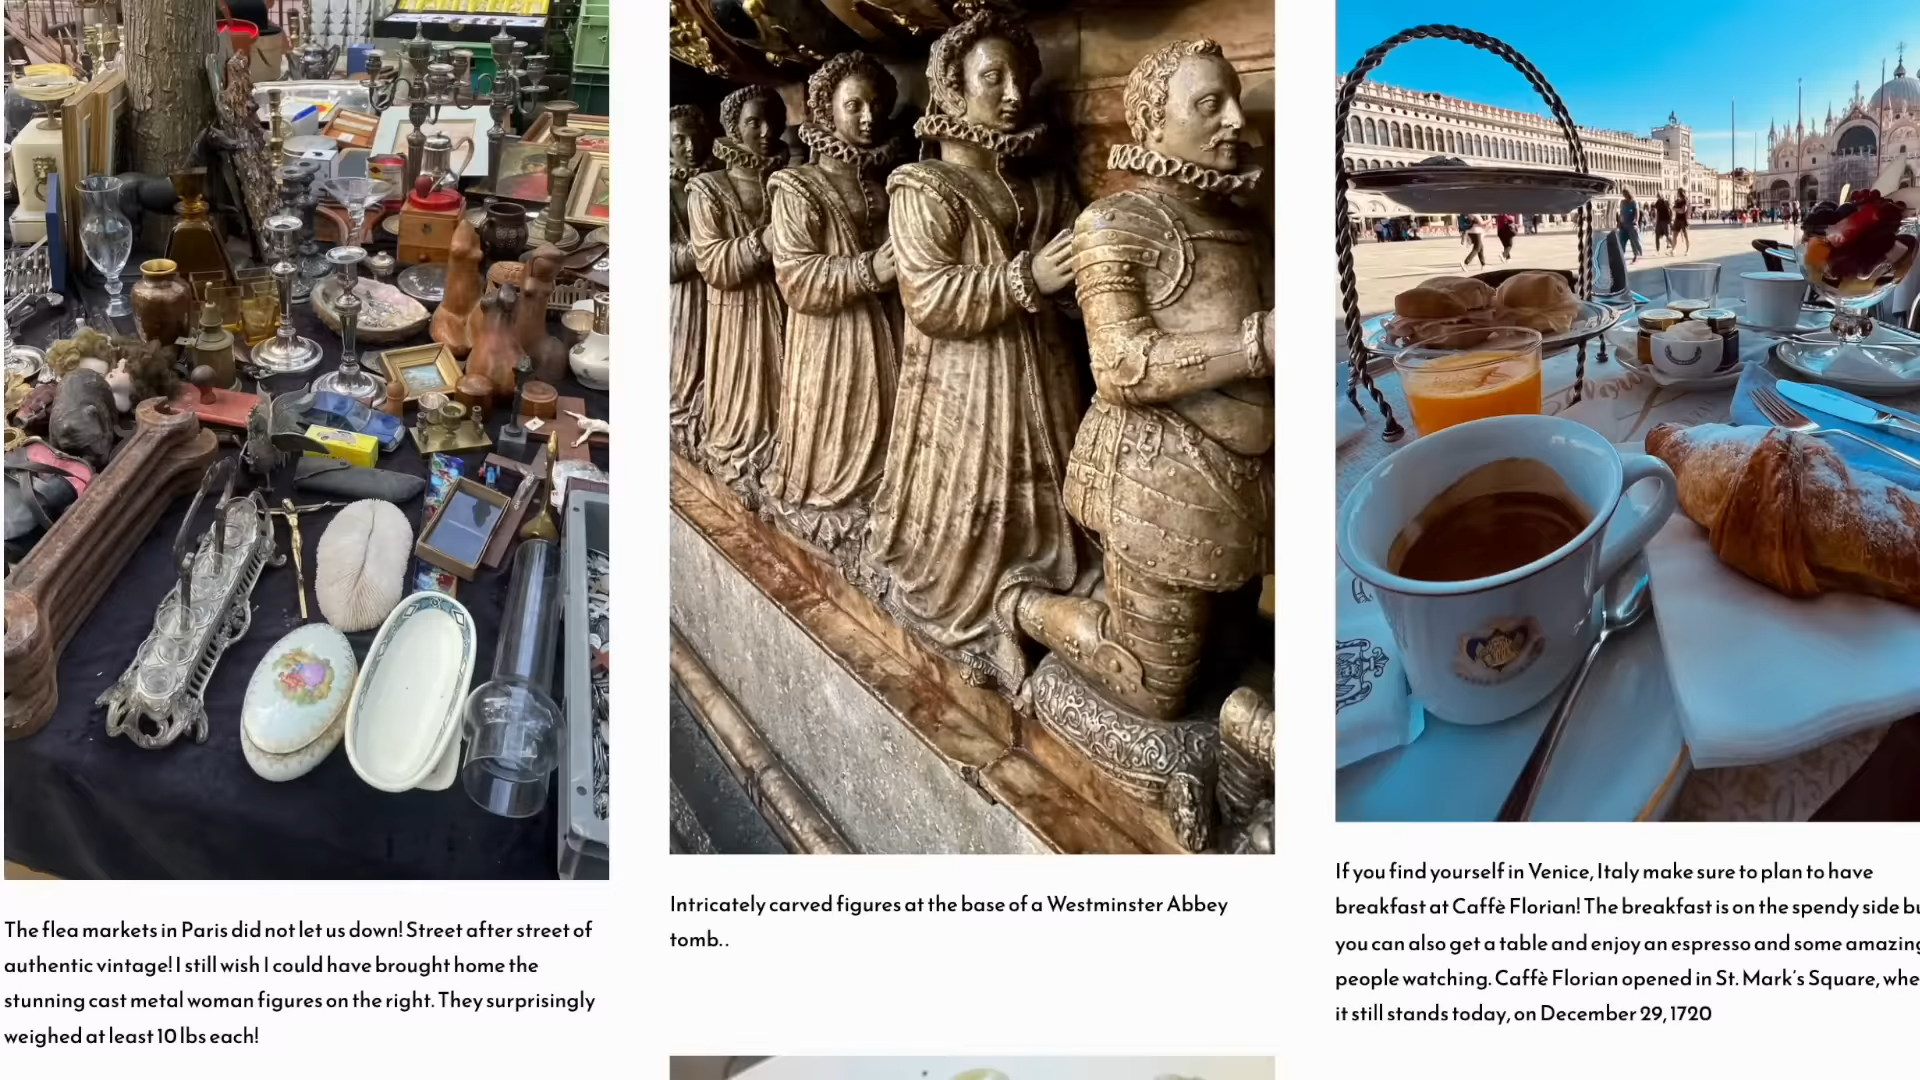 The flea markets in Paris did not let us down! Street after street of
authentic vintage! I still wish I could have brought home the
stunning cast metal woman figures on the right. They surprisingly
weighed at least 10 lbs each!
Intricately carved figures at the base of a Westminster Abbey
tomb..
If you find yourself in Venice, Italy make sure to plan to have
breakfast at Caffè Florian! The breakfast is on the spendy side
you can also get a table and enjoy an espresso and some
people watching. Caffè Florian opened in St. Mark's Square,
it still stands today, on December 29, 1720